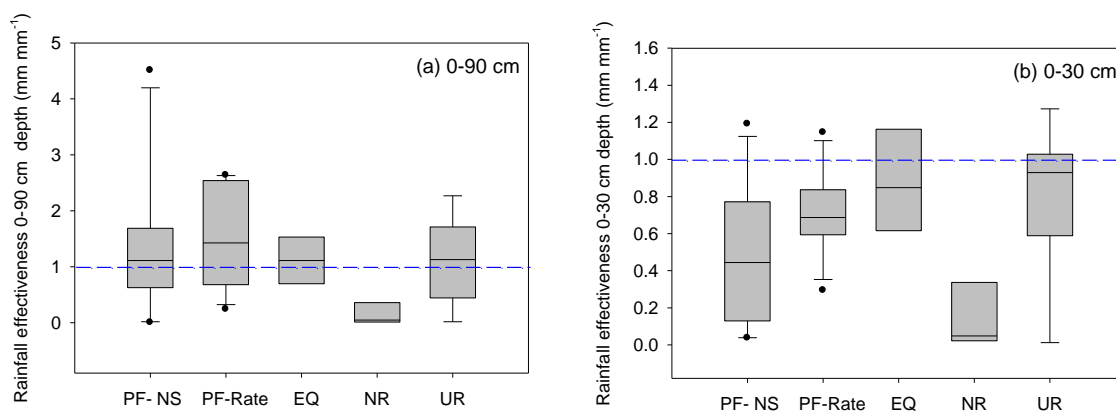 Rainfall effectiveness 0-90 cm depth (mm mm⁻¹)
(a) 0-90 cm
5
4
3
2
1
0
PF- NS PF-Rate EQ NR UR
Rainfall effectiveness 0-30 cm depth (mm mm⁻¹)
(b) 0-30 cm
1.6
1.4
1.2
1.0
0.8
0.6
0.4
0.2
0.0
PF- NS PF-Rate EQ NR UR